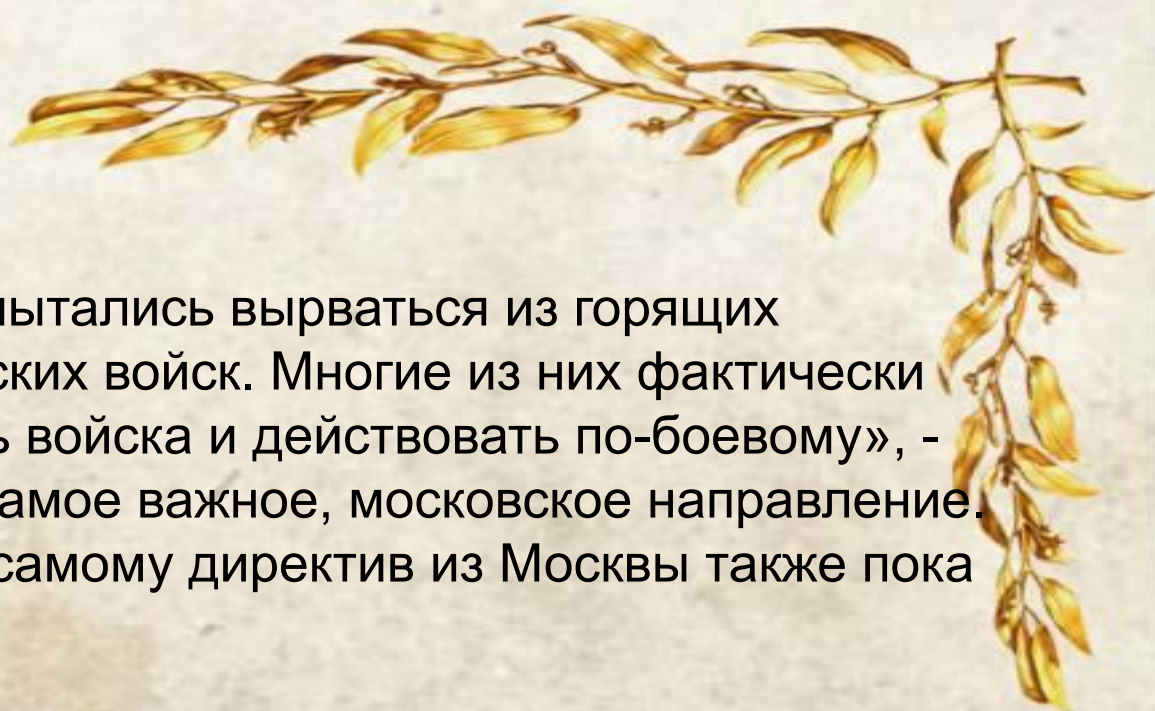 пытались вырваться из горящих
ских войск. Многие из них фактически
ь войска и действовать по-боевому», -
амое важное, московское направление.
самому директив из Москвы также пока